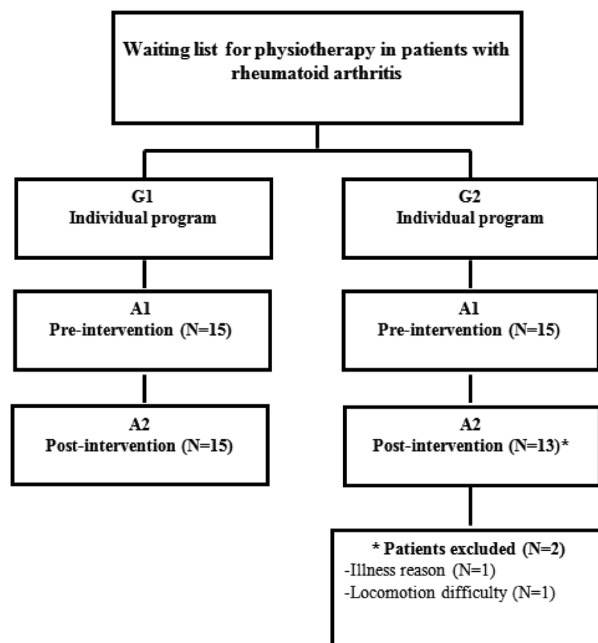 Waiting list for physiotherapy in patients with
rheumatoid arthritis
G1
Individual program
G2
Individual program
A1
Pre-intervention (N=15)
A1
Pre-intervention (N=15)
A2
Post-intervention (N=15)
A2
Post-intervention (N=13)*
* Patients excluded (N=2)
-Illness reason (N=1)
-Locomotion difficulty (N=1)